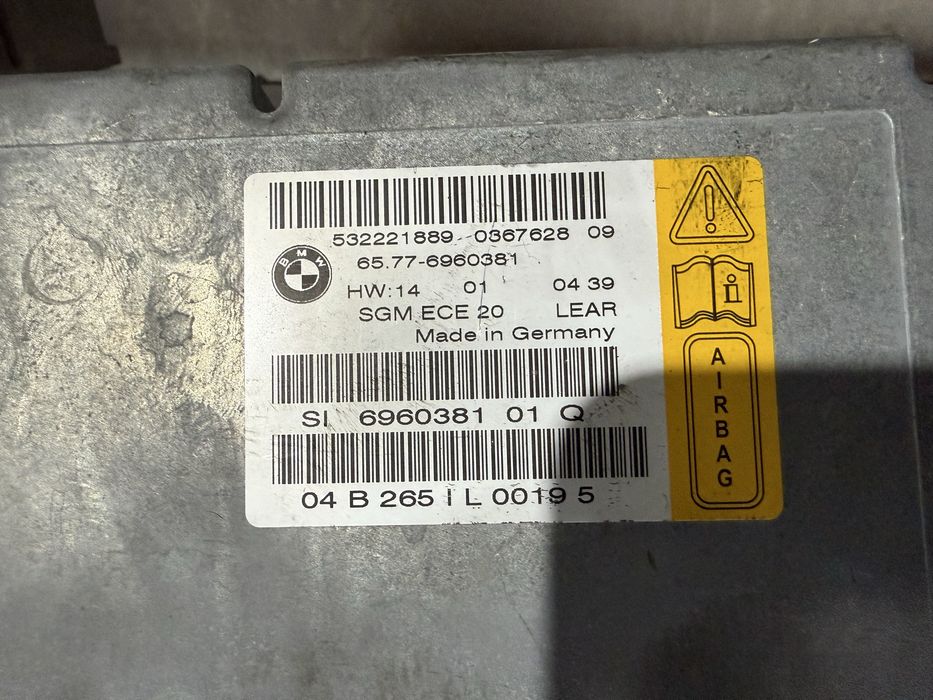 532221889 0367628 09
BMW
65.77-6960381
HW:14 01 04 39
SGM ECE 20 LEAR
Made in Germany
SI 6960381 01 Q
04 B 265 I L 0019 5
i
AIRBAG